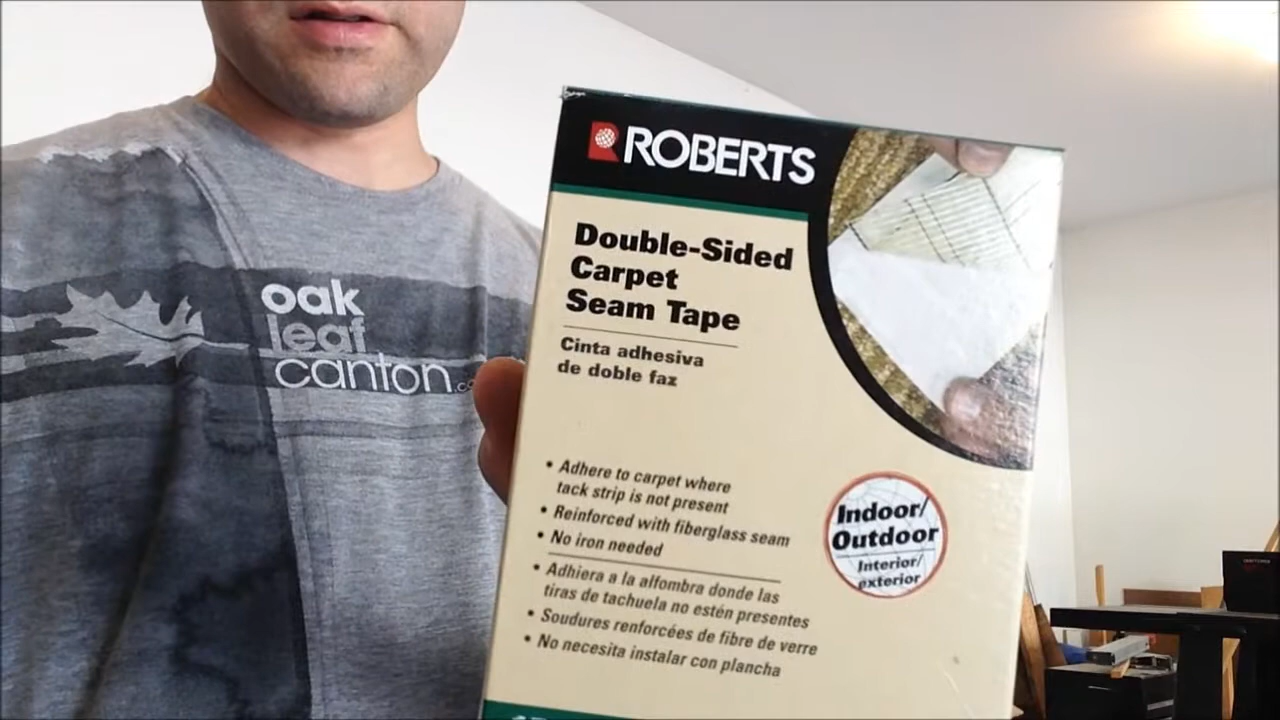 oak
leaf
canton
ROBERTS
Double-Sided
Carpet
Seam Tape
Cinta adhesiva
de doble faz
• Adhere to carpet where
tack strip is not present
• Reinforced with fiberglass seam
• No iron needed
• Adhiera a la alfombra donde las
tiras de tachuela no estén presentes
• Soudures renforcées de fibre de verre
• No necesita instalar con plancha
Indoor/
Outdoor
Interior/
exterior